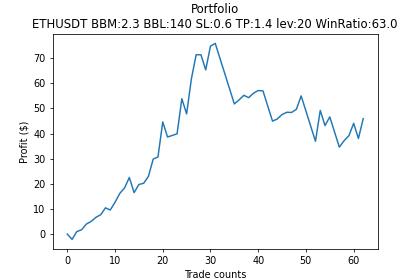 Portfolio
ETHUSDT BBM:2.3 BBL:140 SL:0.6 TP:1.4 lev:20 WinRatio:63.0
70
60
50
40
30
20
10
0
Profit ($)
0 10 20 30 40 50 60
Trade counts